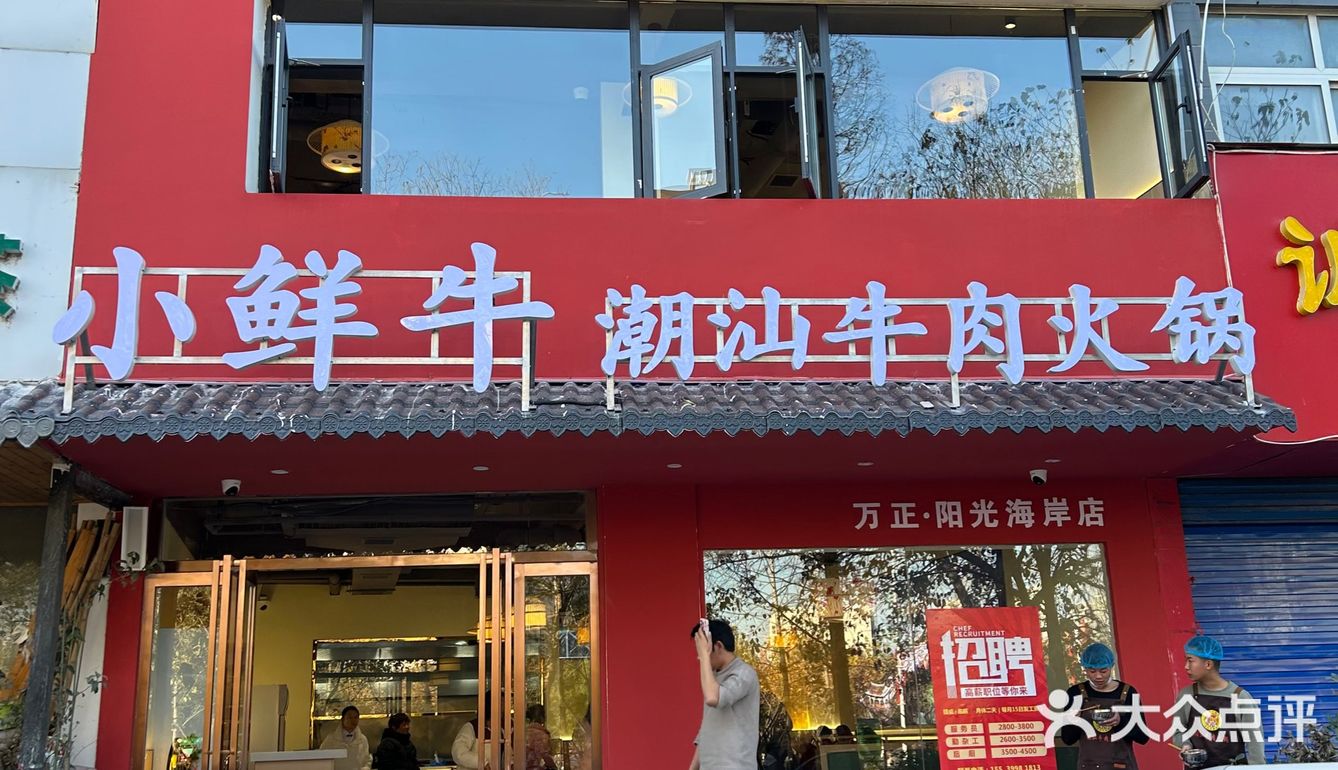 小鲜牛 潮汕牛肉火锅
万正·阳光海岸店
CHEF
RECRUITMENT
招聘
高薪职位等你来
服务员 2800-3800
勤杂工 2600-3500
3500-4500
大众点评